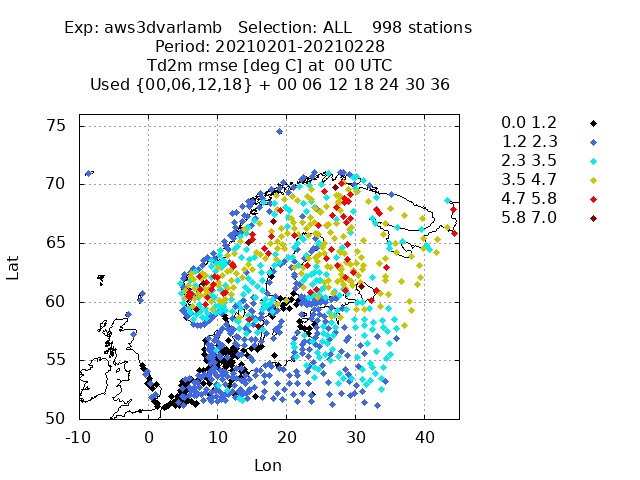 Exp: aws3dvarlamb Selection: ALL 998 stations
Period: 20210201-20210228
Td2m rmse [deg C] at 00 UTC
Used {00,06,12,18} + 00 06 12 18 24 30 36
0.0 1.2
1.2 2.3
2.3 3.5
3.5 4.7
4.7 5.8
5.8 7.0
75
70
65
60
55
50
Lat
-10 0 10 20 30 40
Lon